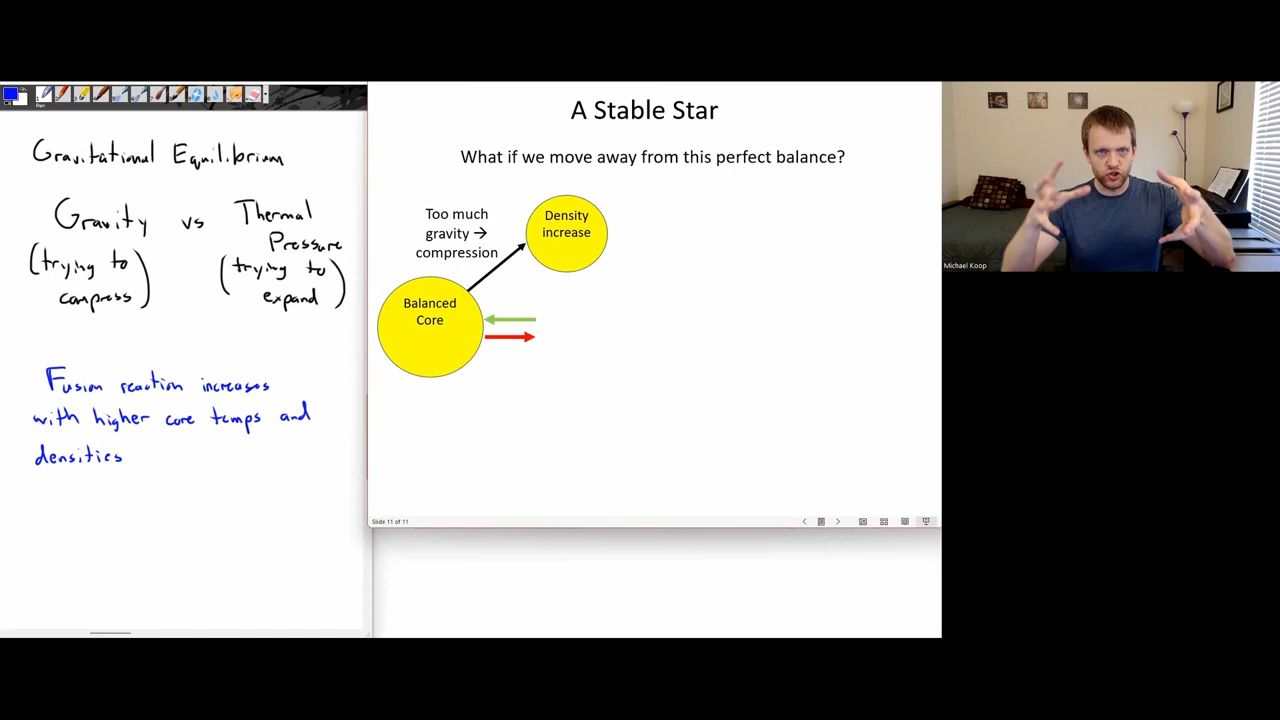 Gravitational Equilibrium
Gravity vs Thermal Pressure
(trying to compress)
(trying to expand)
Fusion reaction increases
with higher core temps and
densities
A Stable Star
What if we move away from this perfect balance?
Too much
gravity →
compression
Density
increase
Balanced
Core
Slide 11 of 11
Michael Koop
Pen